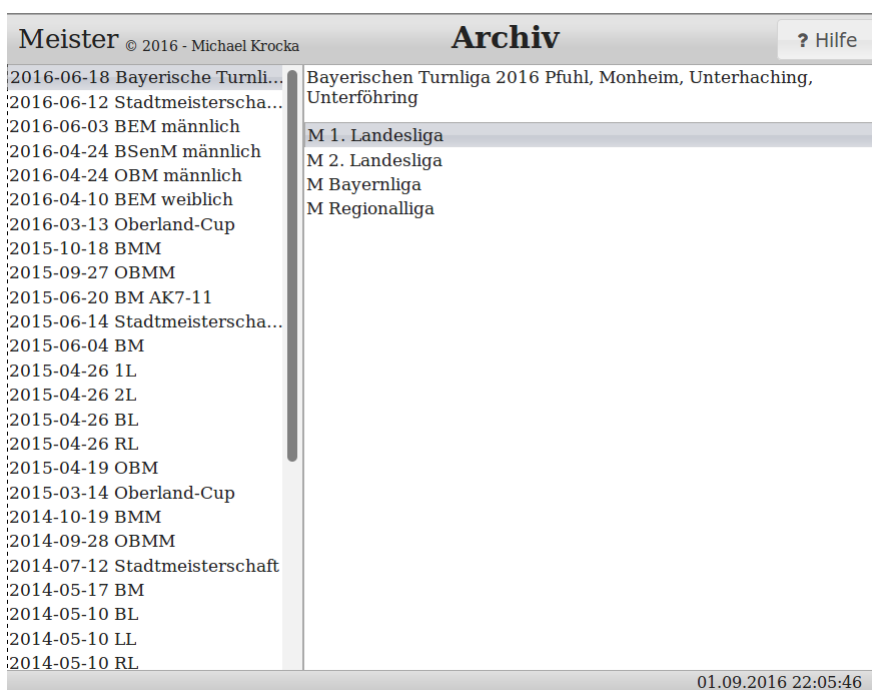 Meister © 2016 - Michael Krocka
Archiv
? Hilfe
2016-06-18 Bayerische Turnli...
2016-06-12 Stadtmeisterscha...
2016-06-03 BEM männlich
2016-04-24 BSenM männlich
2016-04-24 OBM männlich
2016-04-10 BEM weiblich
2016-03-13 Oberland-Cup
2015-10-18 BMM
2015-09-27 OBMM
2015-06-20 BM AK7-11
2015-06-14 Stadtmeisterscha...
2015-06-04 BM
2015-04-26 1L
2015-04-26 2L
2015-04-26 BL
2015-04-26 RL
2015-04-19 OBM
2015-03-14 Oberland-Cup
2014-10-19 BMM
2014-09-28 OBMM
2014-07-12 Stadtmeisterschaft
2014-05-17 BM
2014-05-10 BL
2014-05-10 LL
2014-05-10 RL
Bayerischen Turnliga 2016 Pfuhl, Monheim, Unterhaching,
Unterföhring
M 1. Landesliga
M 2. Landesliga
M Bayernliga
M Regionalliga
01.09.2016 22:05:46